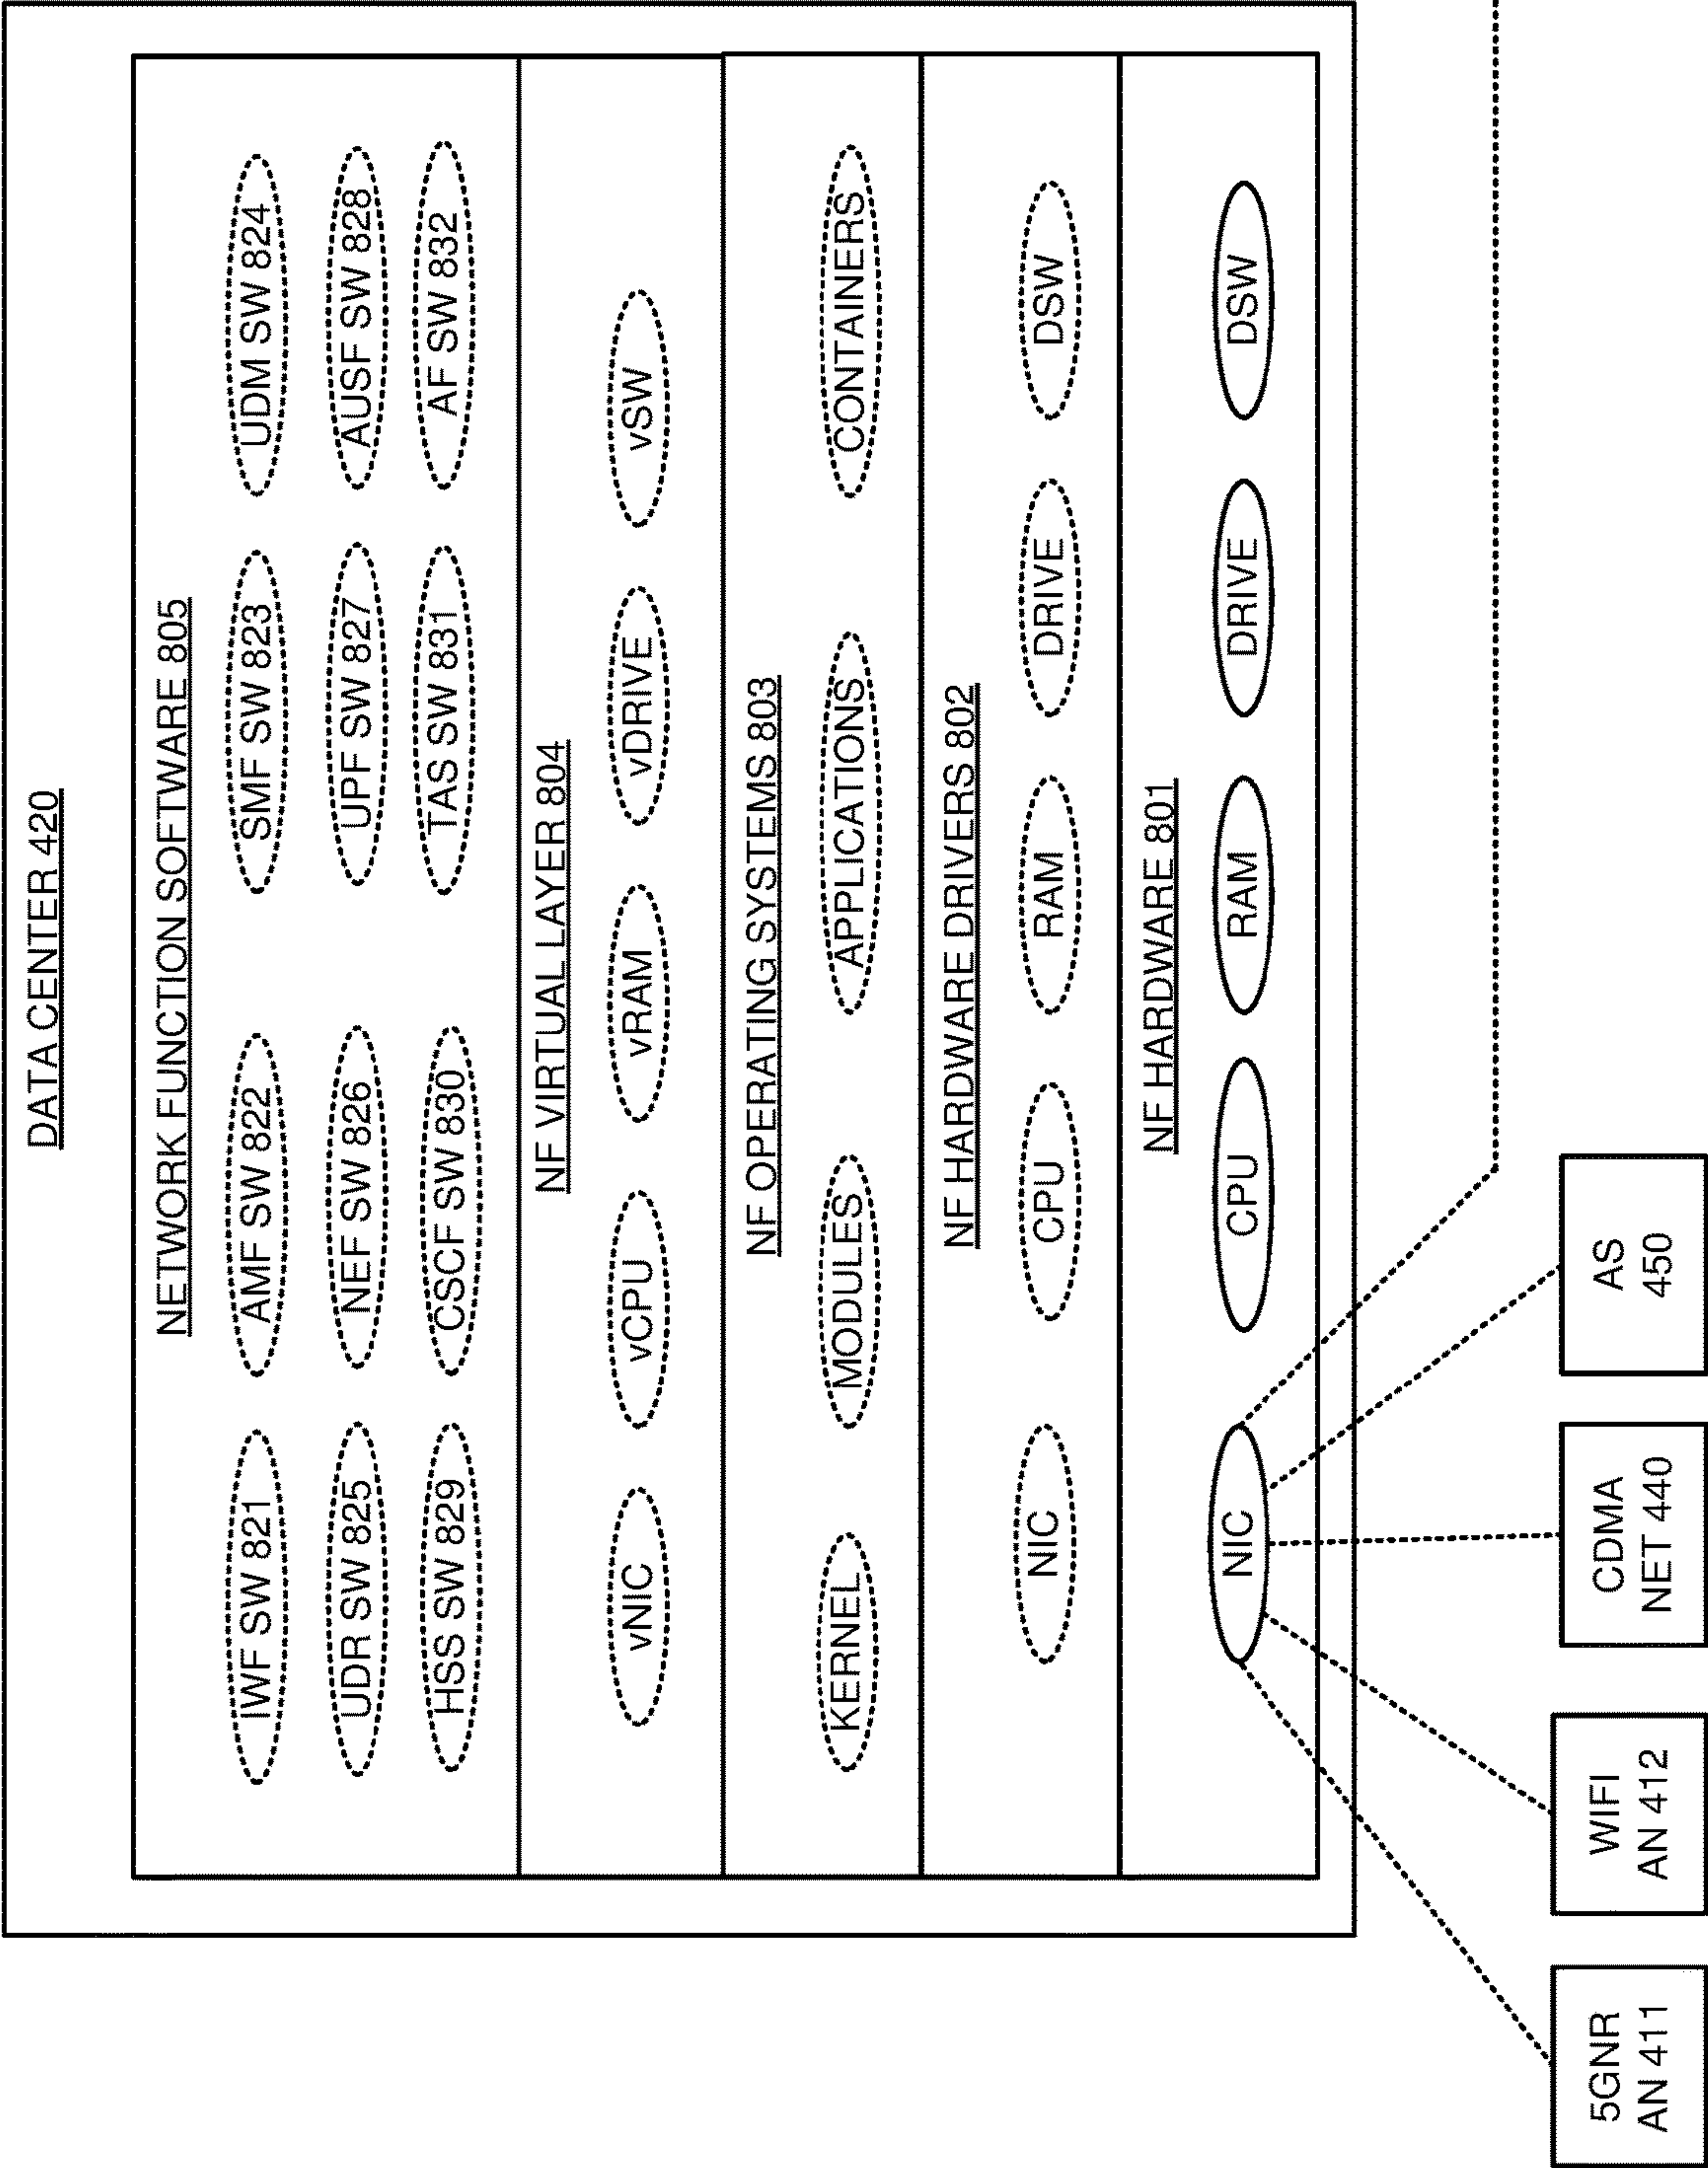 DATA CENTER 420
NETWORK FUNCTION SOFTWARE 805
IWF SW 821
AMF SW 822
SMF SW 823
UDM SW 824
UDR SW 825
NEF SW 826
UPF SW 827
AUSF SW 828
HSS SW 829
CSCF SW 830
TAS SW 831
AF SW 832
NF VIRTUAL LAYER 804
vNIC
vCPU
vRAM
vDRIVE
vSW
NF OPERATING SYSTEMS 803
KERNEL
MODULES
APPLICATIONS
CONTAINERS
NF HARDWARE DRIVERS 802
NIC
CPU
RAM
DRIVE
DSW
NF HARDWARE 801
NIC
CPU
RAM
DRIVE
DSW
5GNR
AN 411
WIFI
AN 412
CDMA
NET 440
AS
450